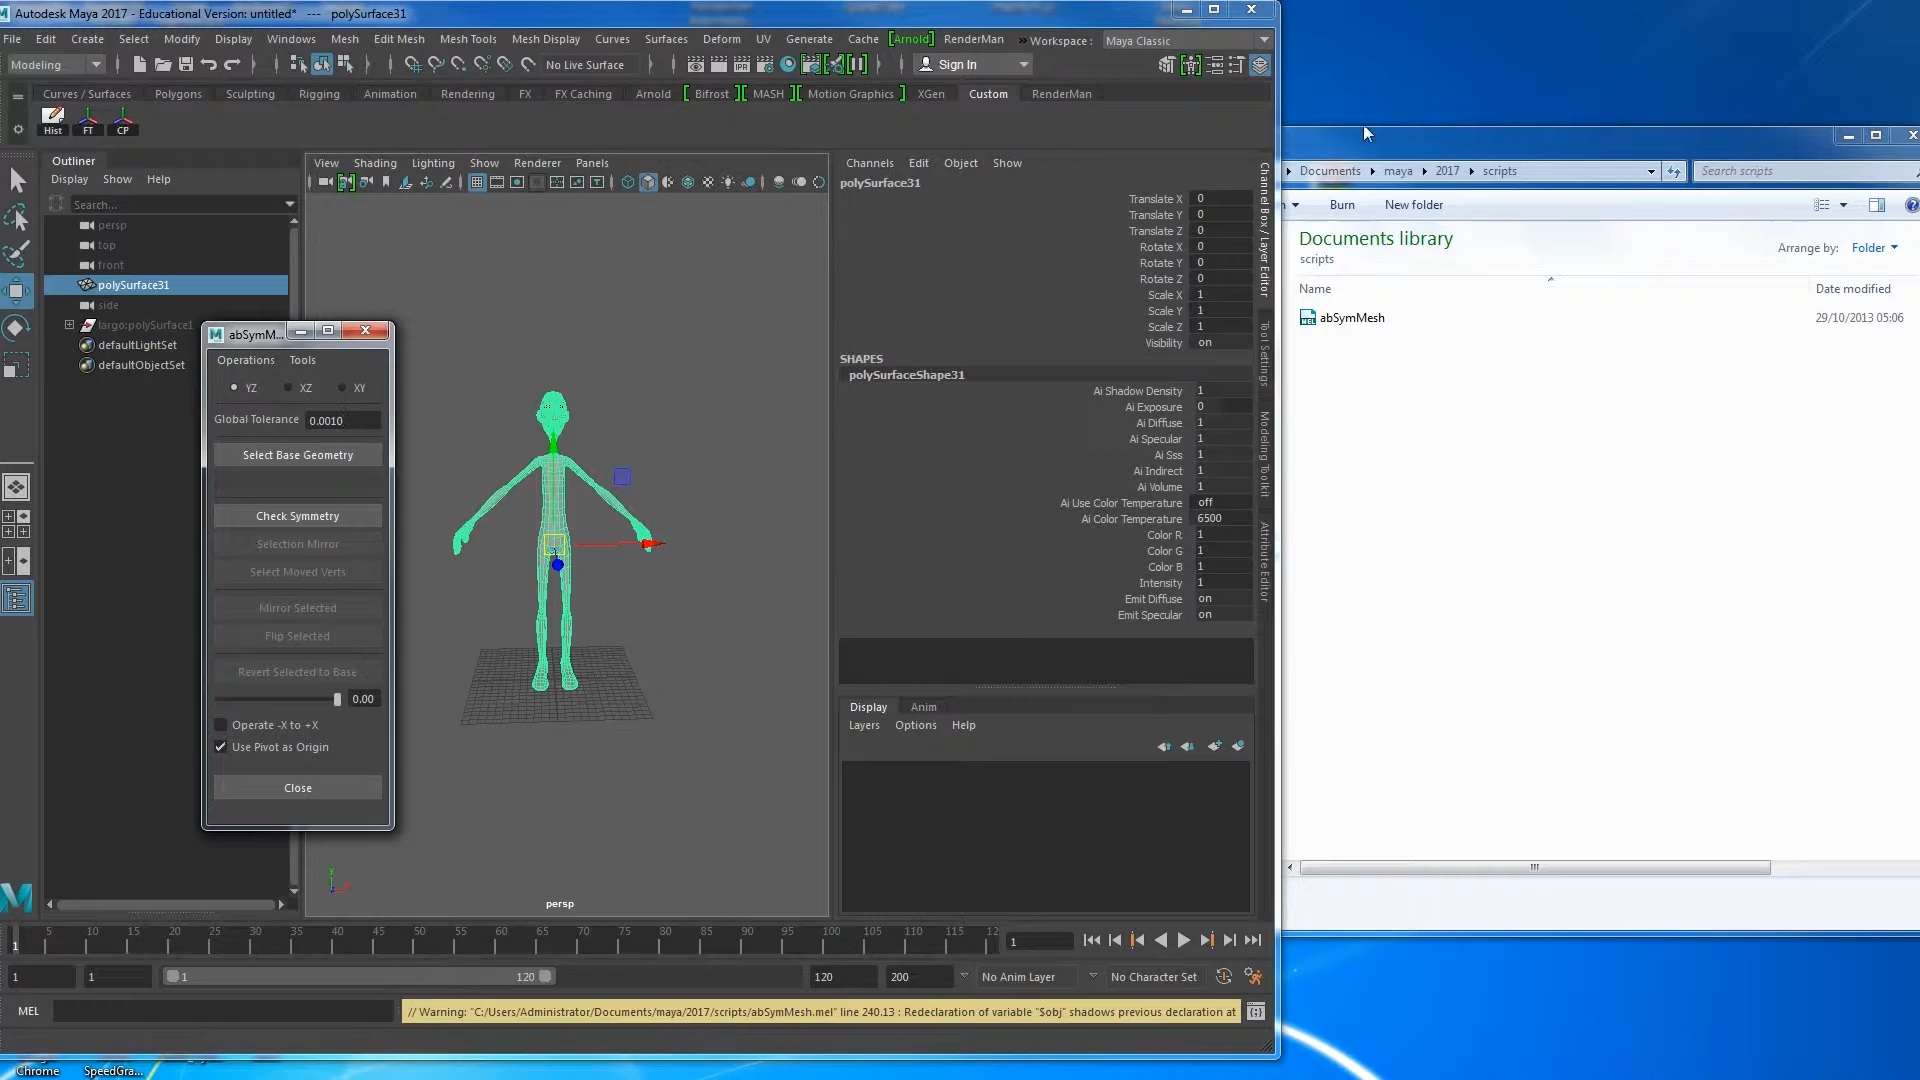 Autodesk Maya 2017 - Educational Version: untitled* --- polySurface31
File Edit Create Select Modify Display Windows Mesh Edit Mesh Mesh Tools Mesh Display Curves Surfaces Deform UV Generate Cache [Arnold] RenderMan » Workspace: Maya Classic
Modeling No Live Surface IPR Sign In
Curves / Surfaces Polygons Sculpting Rigging Animation Rendering FX FX Caching Arnold [ Bifrost ] [ MASH ] [ Motion Graphics ] XGen Custom RenderMan
Hist FT CP
Outliner
Display Show Help
Search...
persp
top
front
polySurface31
side
largo:polySurface1
defaultLightSet
defaultObjectSet
abSymM...
Operations Tools
YZ XZ XY
Global Tolerance 0.0010
Select Base Geometry
Check Symmetry
Selection Mirror
Select Moved Verts
Mirror Selected
Flip Selected
Revert Selected to Base
0.00
Operate -X to +X
Use Pivot as Origin
Close
View Shading Lighting Show Renderer Panels
y
persp
Channels Edit Object Show
polySurface31
Translate X 0
Translate Y 0
Translate Z 0
Rotate X 0
Rotate Y 0
Rotate Z 0
Scale X 1
Scale Y 1
Scale Z 1
Visibility on
SHAPES
polySurfaceShape31
Ai Shadow Density 1
Ai Exposure 0
Ai Diffuse 1
Ai Specular 1
Ai Sss 1
Ai Indirect 1
Ai Volume 1
Ai Use Color Temperature off
Ai Color Temperature 6500
Color R 1
Color G 1
Color B 1
Intensity 1
Emit Diffuse on
Emit Specular on
Display Anim
Layers Options Help
Channel Box / Layer Editor
Tool Settings
Modeling Toolkit
Attribute Editor
1 5 10 15 20 25 30 35 40 45 50 55 60 65 70 75 80 85 90 95 100 105 110 115 12
1
1 1 1 120 120 200 No Anim Layer No Character Set
MEL // Warning: "C:/Users/Administrator/Documents/maya/2017/scripts/abSymMesh.mel" line 240.13 : Redeclaration of variable "$obj" shadows previous declaration at
Documents maya 2017 scripts Search scripts
Burn New folder
Documents library
scripts
Arrange by: Folder
Name Date modified
abSymMesh 29/10/2013 05:06
Chrome SpeedGra...